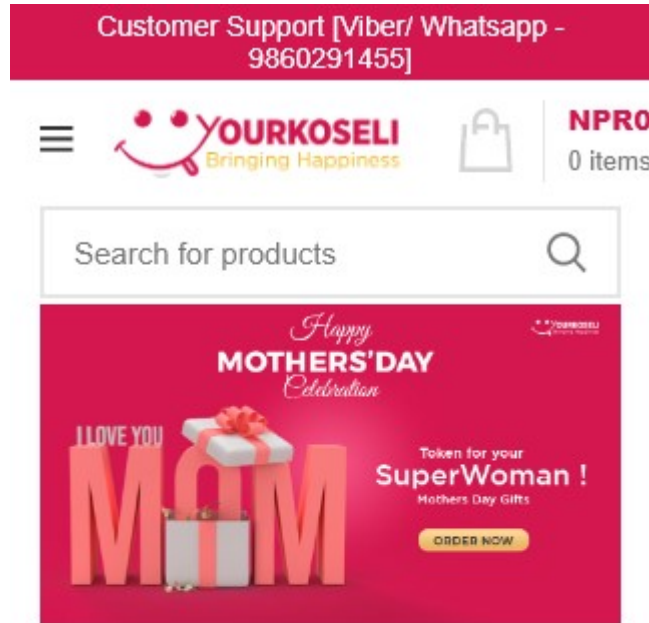 Customer Support [Viber/ Whatsapp -
9860291455]
YOURKOSELI
Bringing Happiness
NPR0
0 items
Search for products
Happy
YOURKOSELI
MOTHERS'DAY
Celebration
I LOVE YOU
MOM
Token for your
SuperWoman !
Mothers Day Gifts
ORDER NOW